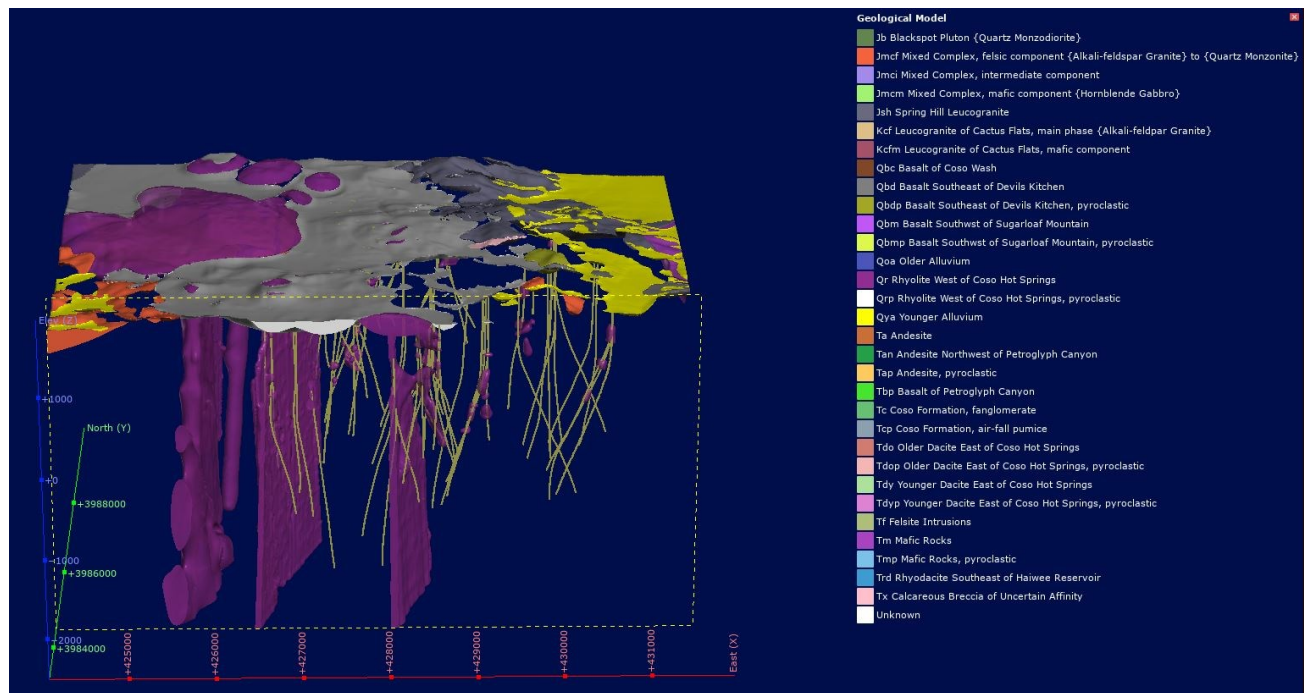 Geological Model
Jb Blackspot Pluton {Quartz Monzodiorite}
Jmcf Mixed Complex, felsic component {Alkali-feldspar Granite} to {Quartz Monzonite}
Jmci Mixed Complex, intermediate component
Jmcm Mixed Complex, mafic component {Hornblende Gabbro}
Jsh Spring Hill Leucogranite
Kcf Leucogranite of Cactus Flats, main phase {Alkali-feldpar Granite}
Kcfm Leucogranite of Cactus Flats, mafic component
Qbc Basalt of Coso Wash
Qbd Basalt Southeast of Devils Kitchen
Qbdp Basalt Southeast of Devils Kitchen, pyroclastic
Qbm Basalt Southwst of Sugarloaf Mountain
Qbmp Basalt Southwst of Sugarloaf Mountain, pyroclastic
Qoa Older Alluvium
Qr Rhyolite West of Coso Hot Springs
Qrp Rhyolite West of Coso Hot Springs, pyroclastic
Qya Younger Alluvium
Ta Andesite
Tan Andesite Northwest of Petroglyph Canyon
Tap Andesite, pyroclastic
Tbp Basalt of Petroglyph Canyon
Tc Coso Formation, fanglomerate
Tcp Coso Formation, air-fall pumice
Tdo Older Dacite East of Coso Hot Springs
Tdop Older Dacite East of Coso Hot Springs, pyroclastic
Tdy Younger Dacite East of Coso Hot Springs
Tdyp Younger Dacite East of Coso Hot Springs, pyroclastic
Tf Felsite Intrusions
Tm Mafic Rocks
Tmp Mafic Rocks, pyroclastic
Trd Rhyodacite Southeast of Haiwee Reservoir
Tx Calcareous Breccia of Uncertain Affinity
Unknown
Elev (Z)
+1000
+0
-1000
-2000
North (Y)
+3988000
+3986000
+3984000
+425000
+426000
+427000
+428000
+429000
+430000
+431000
East (X)